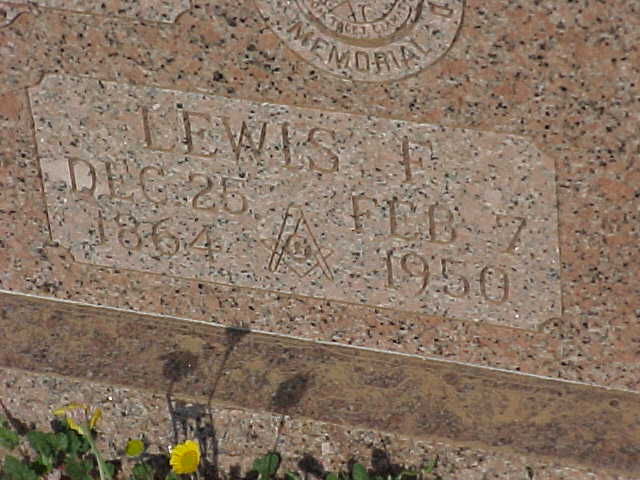 MEMORIAL
LEWIS F
DEC 25 FEB 7
1864 G 1950